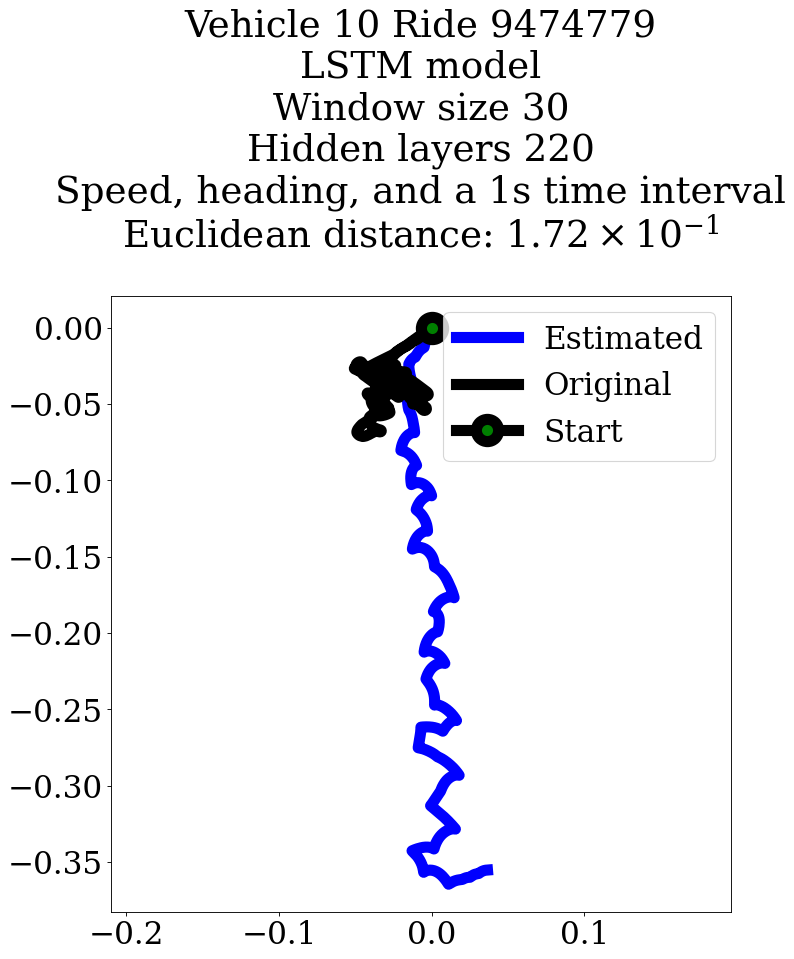 Vehicle 10 Ride 9474779
LSTM model
Window size 30
Hidden layers 220
Speed, heading, and a 1s time interval
Euclidean distance: 1.72 × 10⁻¹
Estimated
Original
Start
0.00
−0.05
−0.10
−0.15
−0.20
−0.25
−0.30
−0.35
−0.2
−0.1
0.0
0.1